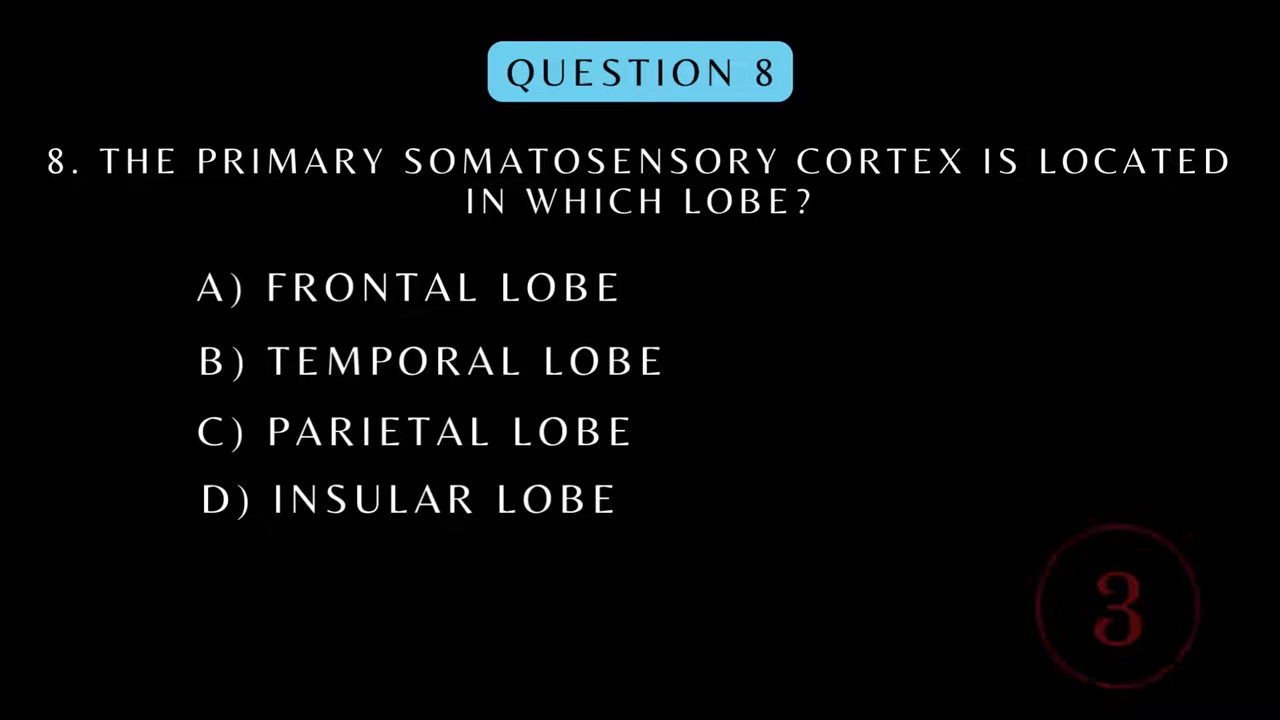 QUESTION 8
8. THE PRIMARY SOMATOSENSORY CORTEX IS LOCATED
IN WHICH LOBE?
A) FRONTAL LOBE
B) TEMPORAL LOBE
C) PARIETAL LOBE
D) INSULAR LOBE
3